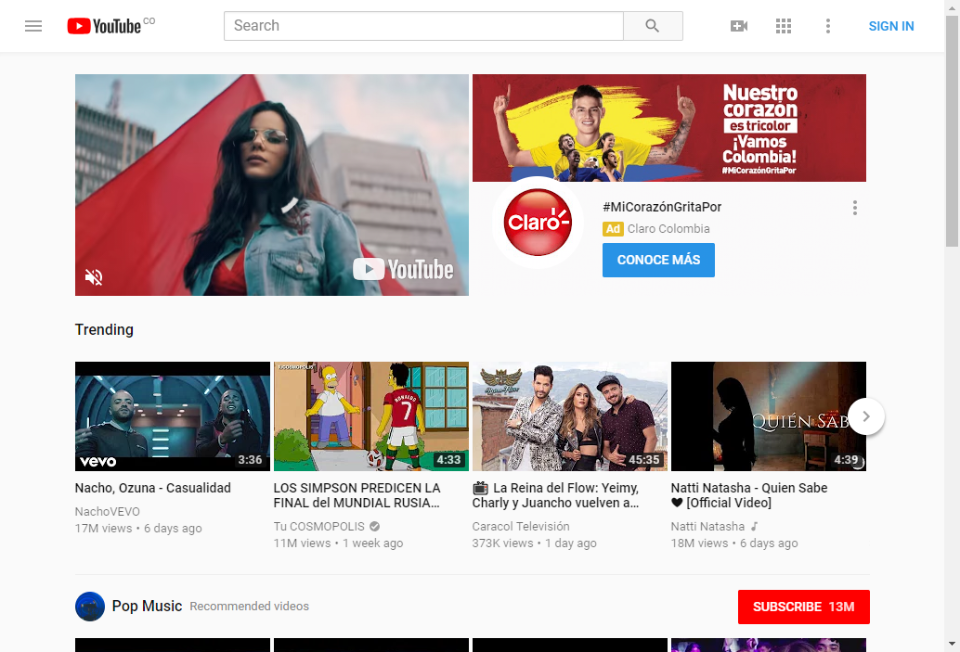 YouTube CO
Search
SIGN IN
YouTube
Nuestro
corazón
es tricolor
¡Vamos
Colombia!
#MiCorazónGritaPor
Claro
#MiCorazónGritaPor
Ad Claro Colombia
CONOCE MÁS
Trending
vevo
3:36
X COSMOPOLIS
RONALDO
7
4:33
45:35
QUIÉN SAB
4:39
Nacho, Ozuna - Casualidad
NachoVEVO
17M views • 6 days ago
LOS SIMPSON PREDICEN LA
FINAL del MUNDIAL RUSIA...
Tu COSMOPOLIS
11M views • 1 week ago
📺 La Reina del Flow: Yeimy,
Charly y Juancho vuelven a...
Caracol Televisión
373K views • 1 day ago
Natti Natasha - Quien Sabe
♥ [Official Video]
Natti Natasha ♪
18M views • 6 days ago
Pop Music Recommended videos
SUBSCRIBE 13M